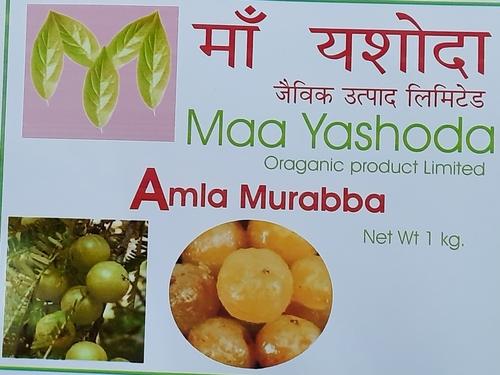 माँ यशोदा
जैविक उत्पाद लिमिटेड
Maa Yashoda
Oraganic product Limited
Amla Murabba
Net Wt 1 kg.